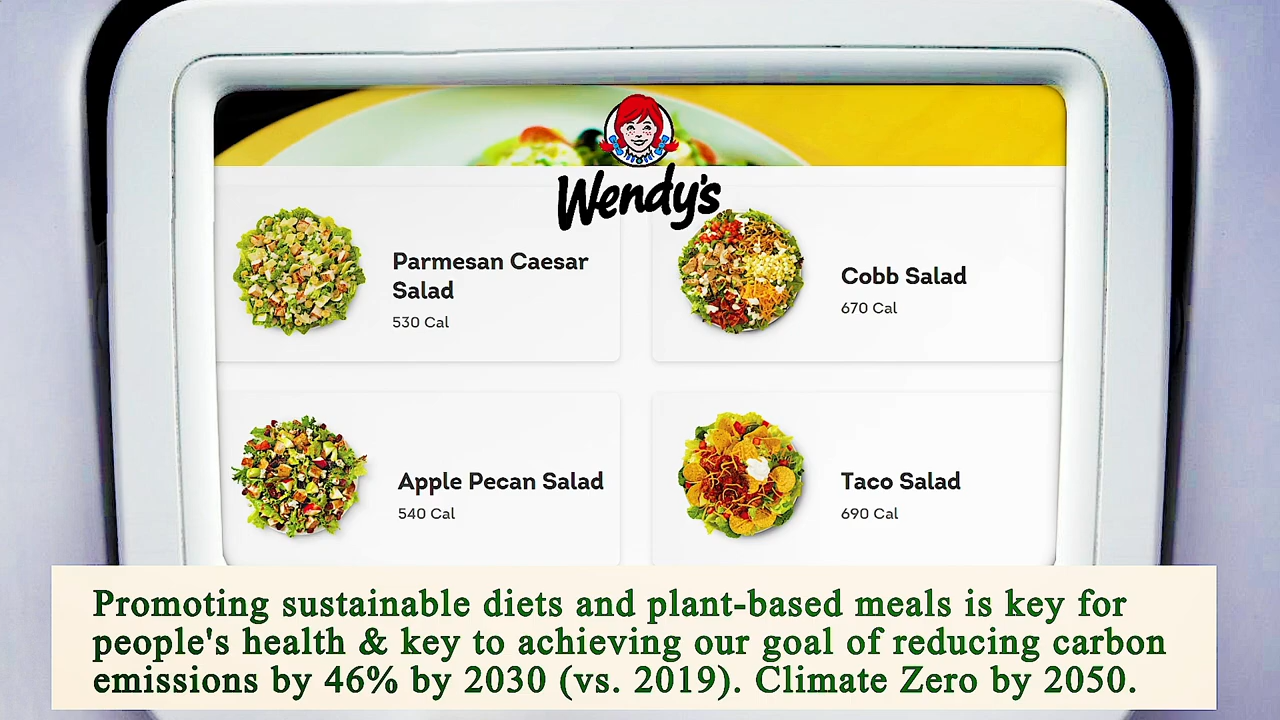 Wendy's
Parmesan Caesar
Salad
530 Cal
Cobb Salad
670 Cal
Apple Pecan Salad
540 Cal
Taco Salad
690 Cal
Promoting sustainable diets and plant-based meals is key for
people's health & key to achieving our goal of reducing carbon
emissions by 46% by 2030 (vs. 2019). Climate Zero by 2050.